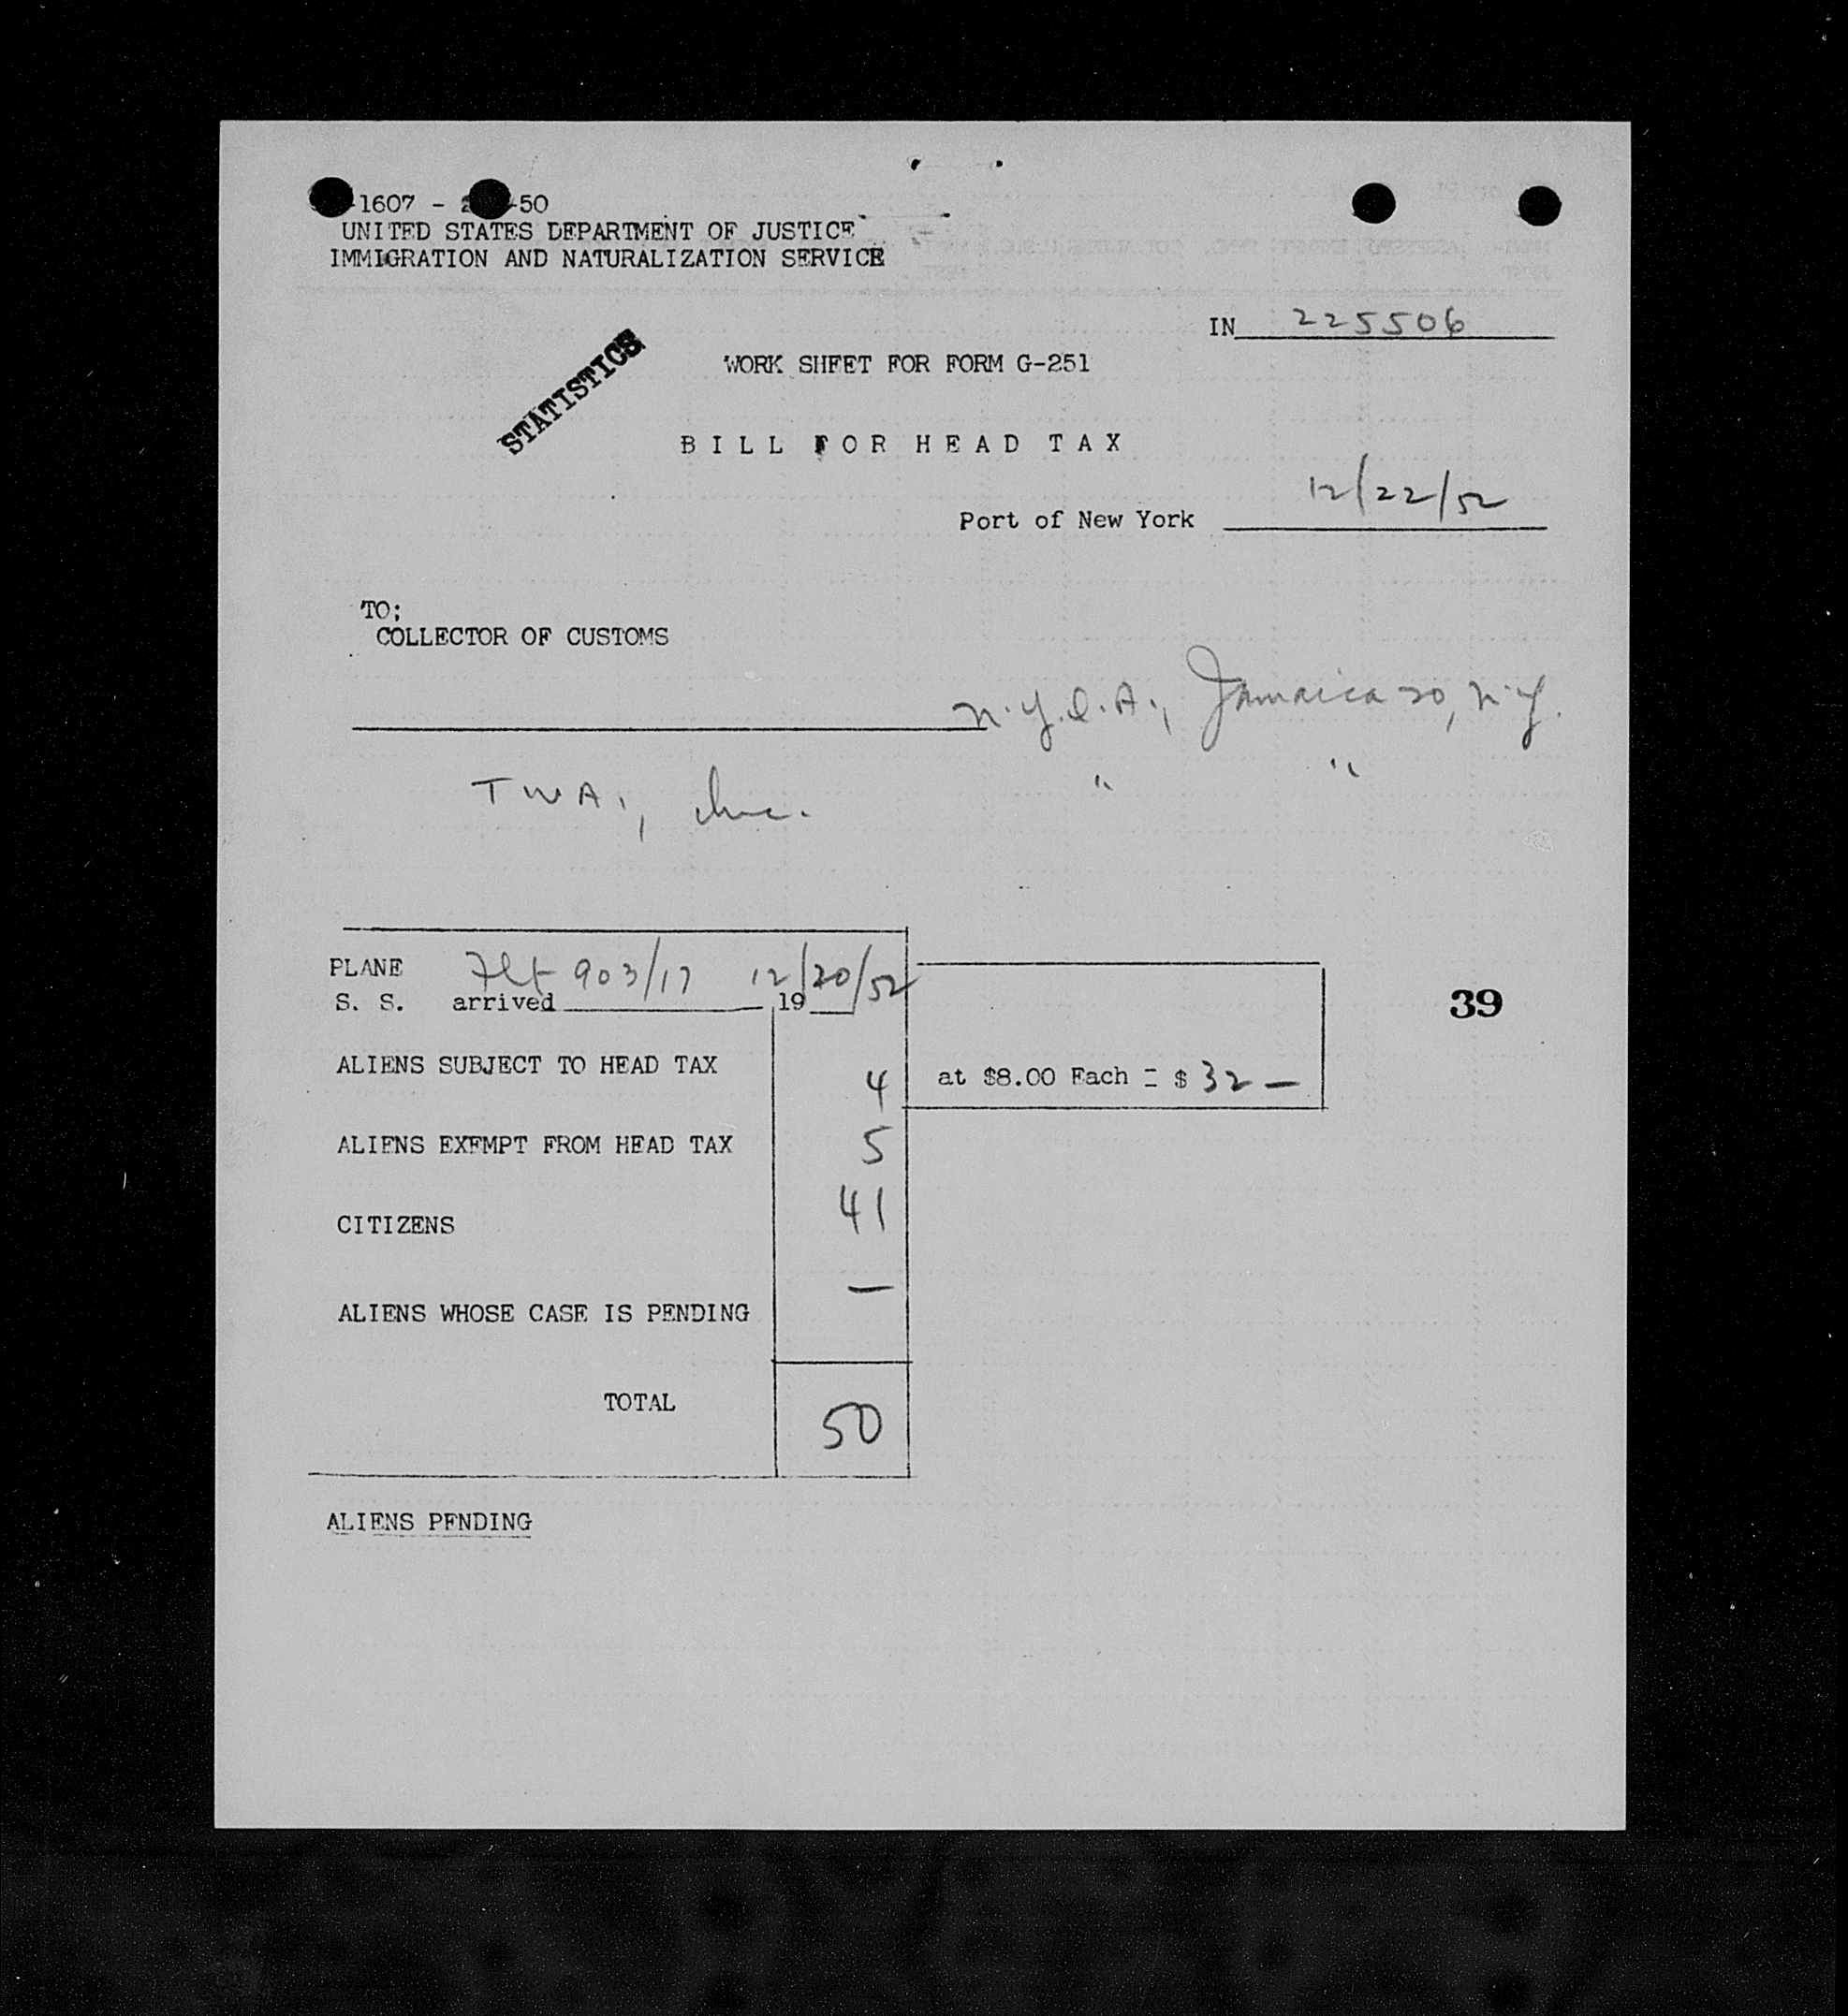 1607 - 50
UNITED STATES DEPARTMENT OF JUSTICE
IMMIGRATION AND NATURALIZATION SERVICE
IN 225506
STATISTICS
WORK SHEET FOR FORM G-251
BILL FOR HEAD TAX
12/22/52
Port of New York
TO;
COLLECTOR OF CUSTOMS
N.Y.I.A., Jamaica 20, N.Y.
TWA., Inc. " "
PLANE Flt 903/17 12/20/52
S. S. arrived 19
39
ALIENS SUBJECT TO HEAD TAX 4 at $8.00 Each = $ 32 —
ALIENS EXEMPT FROM HEAD TAX 5
CITIZENS 41
ALIENS WHOSE CASE IS PENDING —
TOTAL 50
ALIENS PENDING